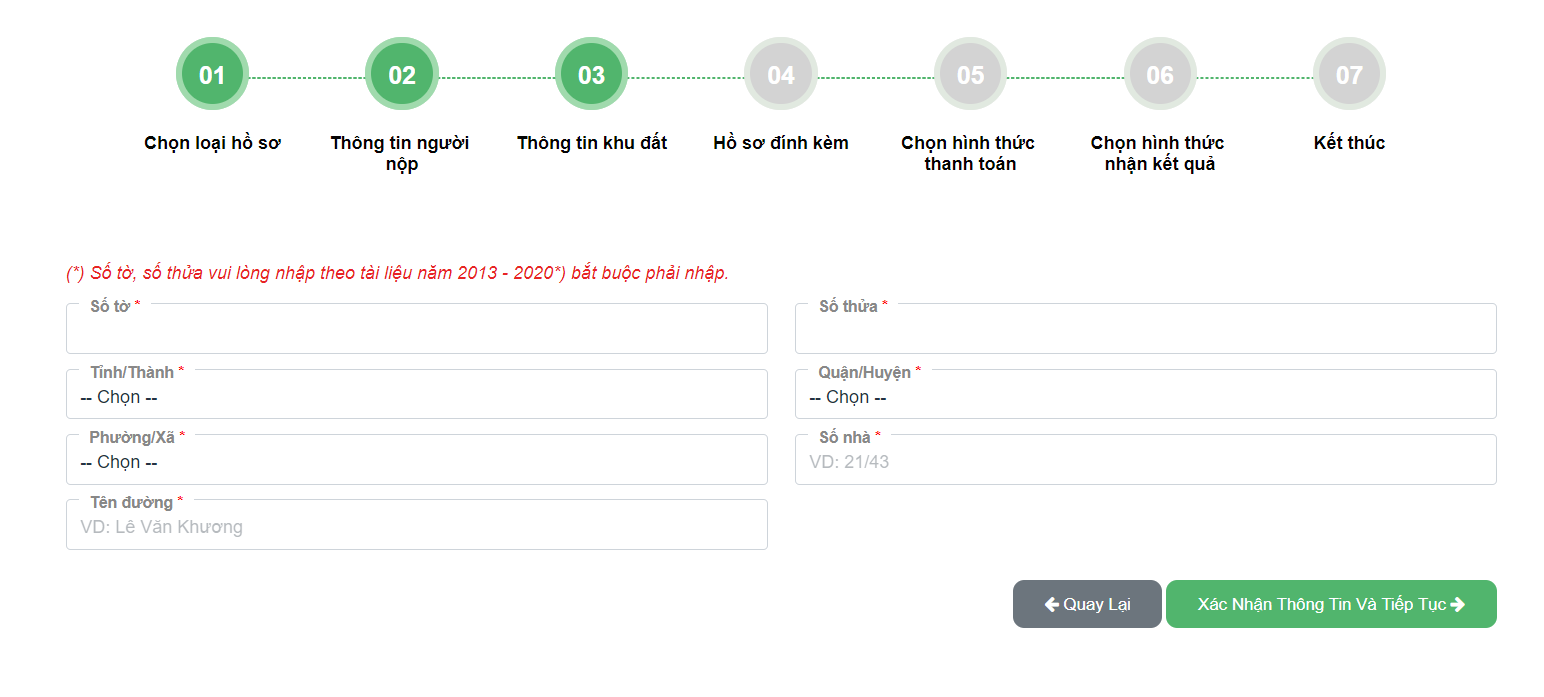 01 02 03 04 05 06 07
Chọn loại hồ sơ
Thông tin người
nộp
Thông tin khu đất
Hồ sơ đính kèm
Chọn hình thức
thanh toán
Chọn hình thức
nhận kết quả
Kết thúc
(*) Số tờ, số thửa vui lòng nhập theo tài liệu năm 2013 - 2020*) bắt buộc phải nhập.
Số tờ *
Số thửa *
Tỉnh/Thành *
-- Chọn --
Quận/Huyện *
-- Chọn --
Phường/Xã *
-- Chọn --
Số nhà *
VD: 21/43
Tên đường *
VD: Lê Văn Khương
Quay Lại
Xác Nhận Thông Tin Và Tiếp Tục